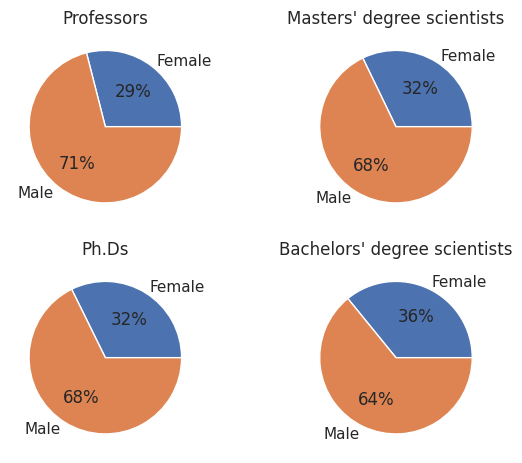 Professors
Female
29%
71%
Male
Masters' degree scientists
Female
32%
68%
Male
Ph.Ds
Female
32%
68%
Male
Bachelors' degree scientists
Female
36%
64%
Male